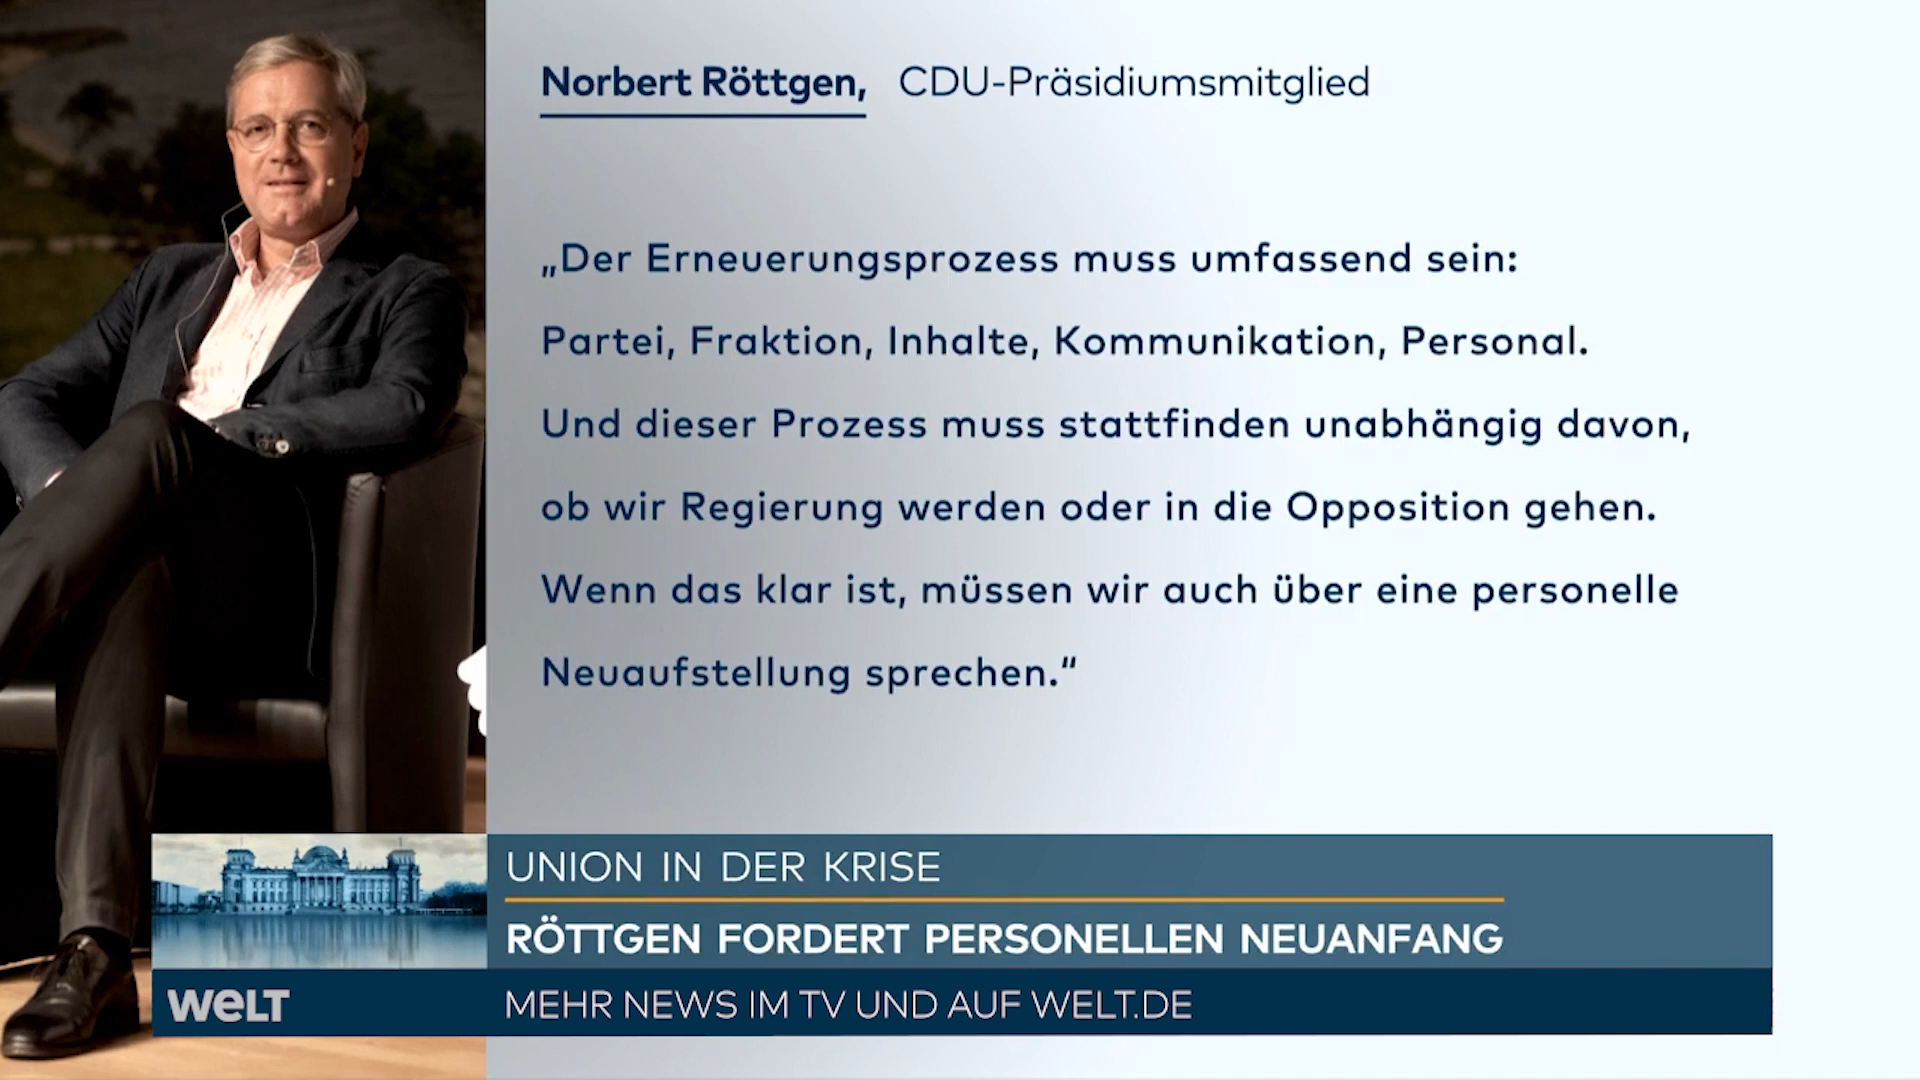 Norbert Röttgen, CDU-Präsidiumsmitglied
„Der Erneuerungsprozess muss umfassend sein:
Partei, Fraktion, Inhalte, Kommunikation, Personal.
Und dieser Prozess muss stattfinden unabhängig davon,
ob wir Regierung werden oder in die Opposition gehen.
Wenn das klar ist, müssen wir auch über eine personelle
Neuaufstellung sprechen.“
UNION IN DER KRISE
RÖTTGEN FORDERT PERSONELLEN NEUANFANG
WELT MEHR NEWS IM TV UND AUF WELT.DE